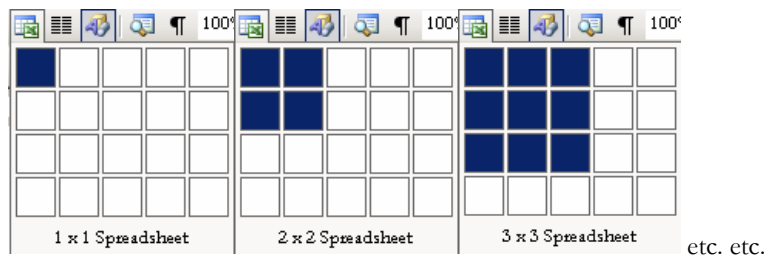 100%
100%
100%
1 x 1 Spreadsheet
2 x 2 Spreadsheet
3 x 3 Spreadsheet
etc. etc.